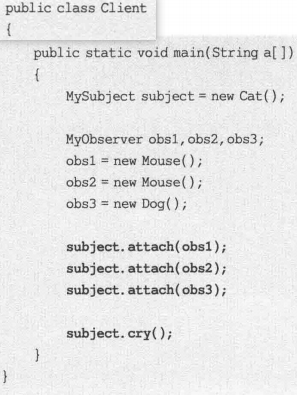 public class Client
{
    public static void main(String a[ ])
    {
        MySubject subject = new Cat();

        MyObserver obs1,obs2,obs3;
        obs1 = new Mouse();
        obs2 = new Mouse();
        obs3 = new Dog();

        subject.attach(obs1);
        subject.attach(obs2);
        subject.attach(obs3);

        subject.cry();
    }
}